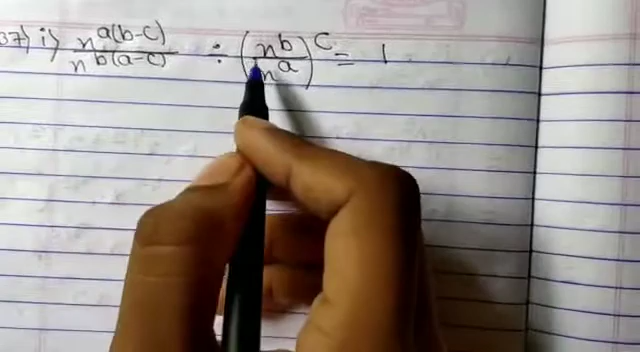 37) i) n^a(b-c) / n^b(a-c) ÷ (n^b / n^a)^c = 1